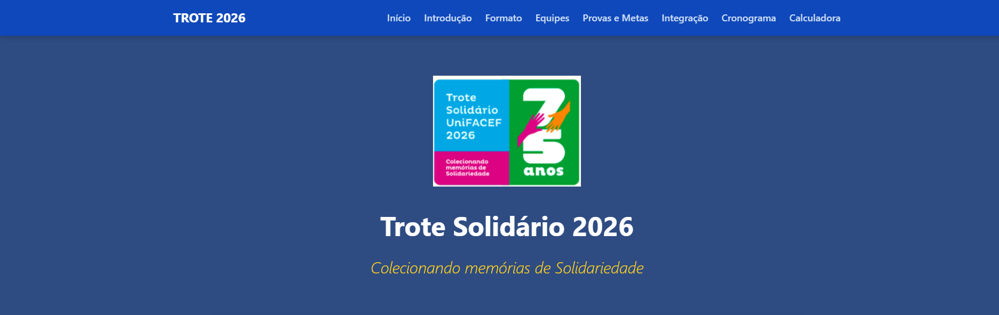 TROTE 2026
Início Introdução Formato Equipes Provas e Metas Integração Cronograma Calculadora
Trote
Solidário
UniFACEF
2026
Colecionando
memórias de
Solidariedade
75
anos
Trote Solidário 2026
Colecionando memórias de Solidariedade